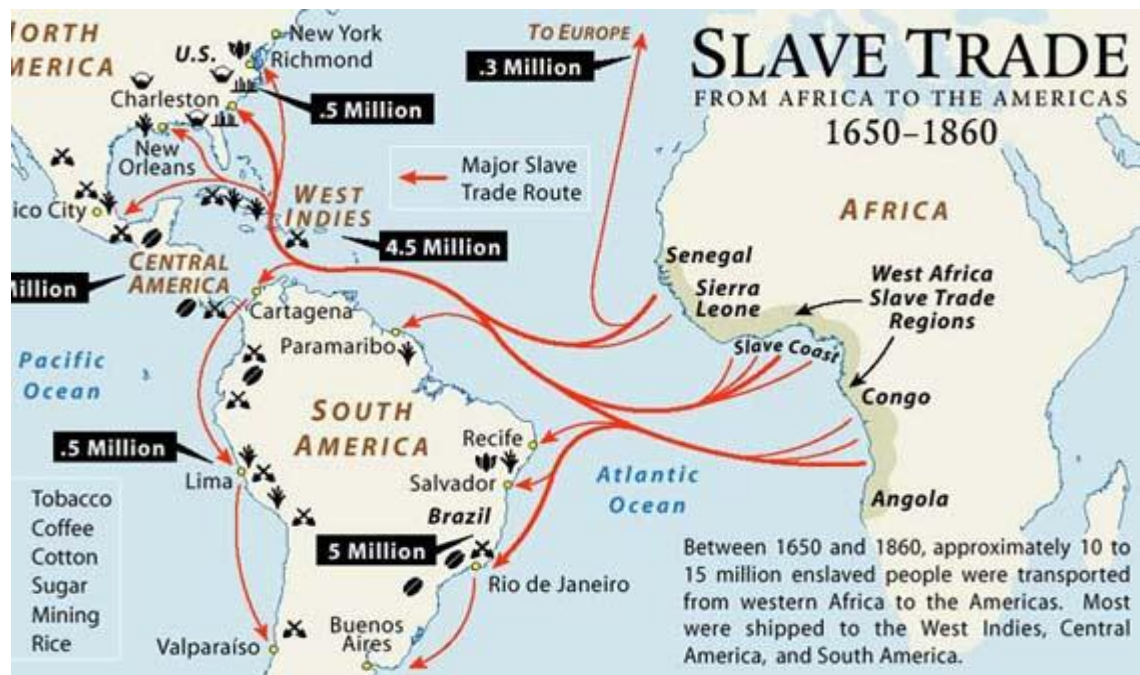 NORTH
AMERICA
New York
U.S.
Richmond
TO EUROPE
.3 Million
SLAVE TRADE
FROM AFRICA TO THE AMERICAS
1650–1860
Charleston
.5 Million
New
Orleans
Major Slave
Trade Route
ico City
WEST
INDIES
4.5 Million
AFRICA
CENTRAL
AMERICA
illion
Senegal
Sierra
Leone
West Africa
Slave Trade
Regions
Cartagena
Paramaribo
Slave Coast
Pacific
Ocean
Congo
SOUTH
AMERICA
Recife
.5 Million
Lima
Salvador
Atlantic
Ocean
Angola
Brazil
5 Million
Rio de Janeiro
Tobacco
Coffee
Cotton
Sugar
Mining
Rice
Valparaíso
Buenos
Aires
Between 1650 and 1860, approximately 10 to
15 million enslaved people were transported
from western Africa to the Americas. Most
were shipped to the West Indies, Central
America, and South America.